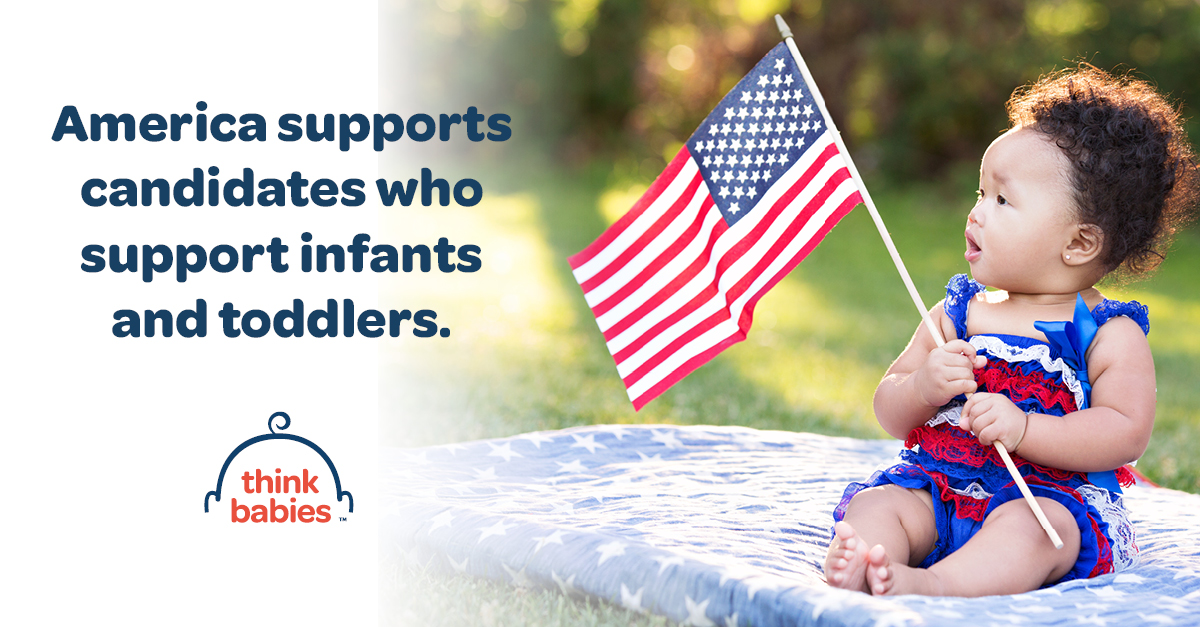 America supports
candidates who
support infants
and toddlers.
think
babies™